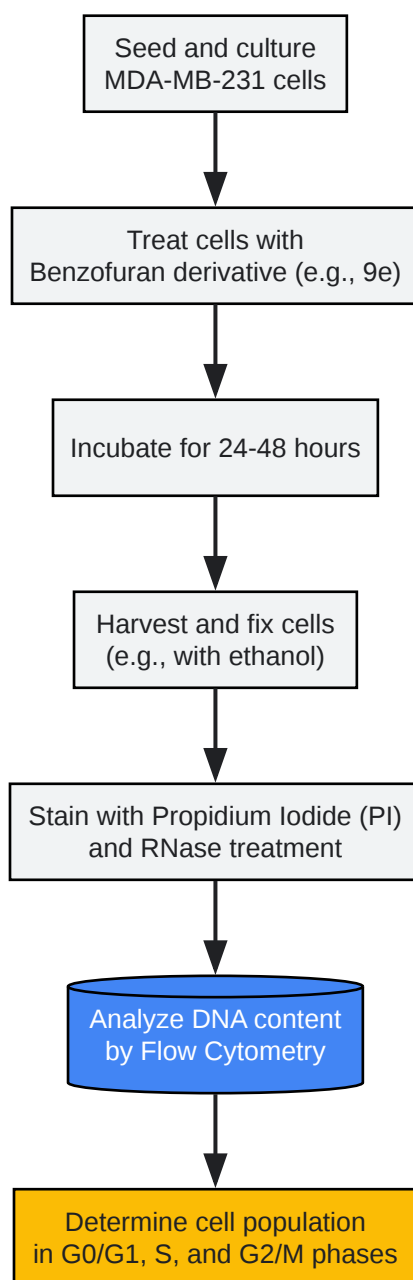 Seed and culture
MDA-MB-231 cells
Treat cells with
Benzofuran derivative (e.g., 9e)
Incubate for 24-48 hours
Harvest and fix cells
(e.g., with ethanol)
Stain with Propidium Iodide (PI)
and RNase treatment
Analyze DNA content
by Flow Cytometry
Determine cell population
in G0/G1, S, and G2/M phases